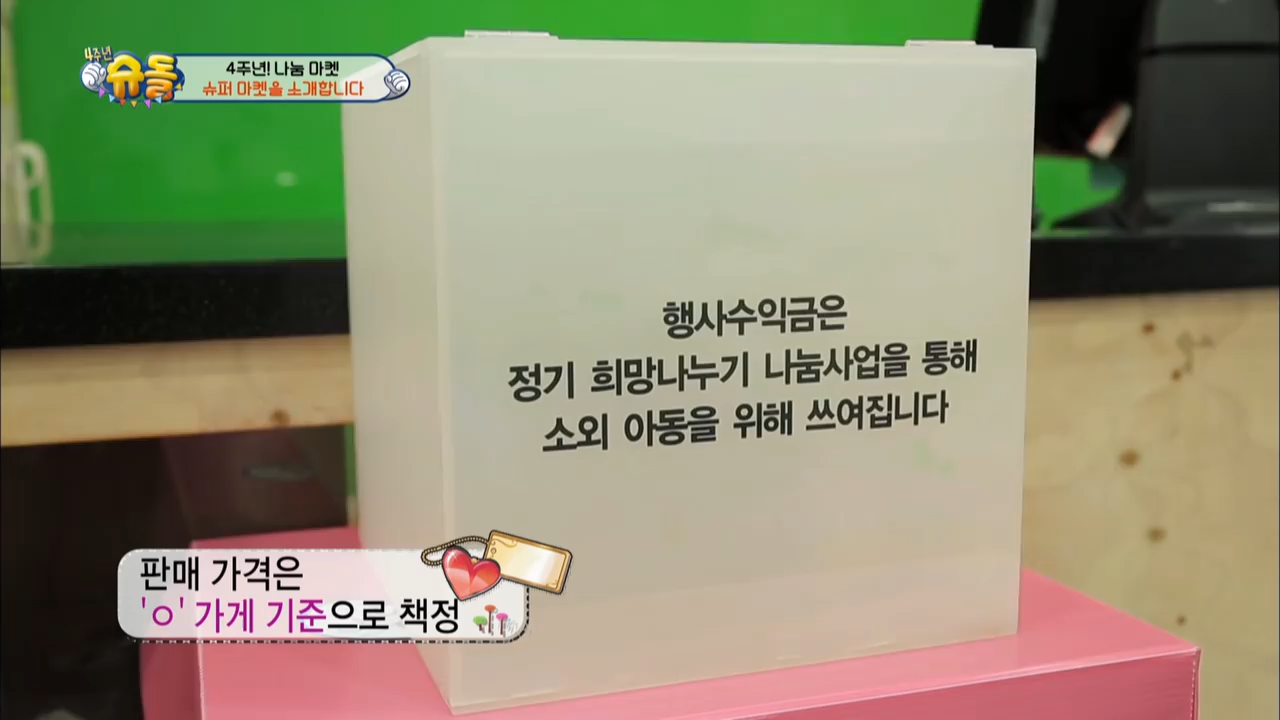 4주년
슈돌
4주년! 나눔 마켓
슈퍼 마켓을 소개합니다
행사수익금은
정기 희망나누기 나눔사업을 통해
소외 아동을 위해 쓰여집니다
판매 가격은
'ㅇ' 가게 기준으로 책정